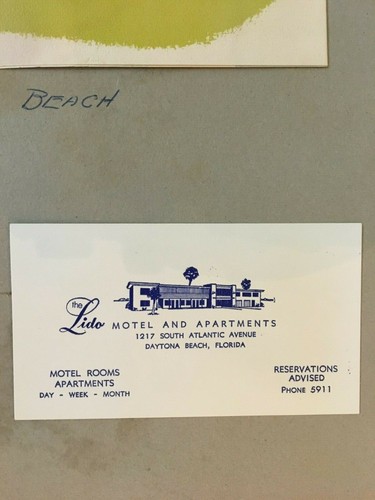 BEACH
the Lido MOTEL AND APARTMENTS
1217 SOUTH ATLANTIC AVENUE
DAYTONA BEACH, FLORIDA
MOTEL ROOMS
APARTMENTS
DAY - WEEK - MONTH
RESERVATIONS
ADVISED
PHONE 5911